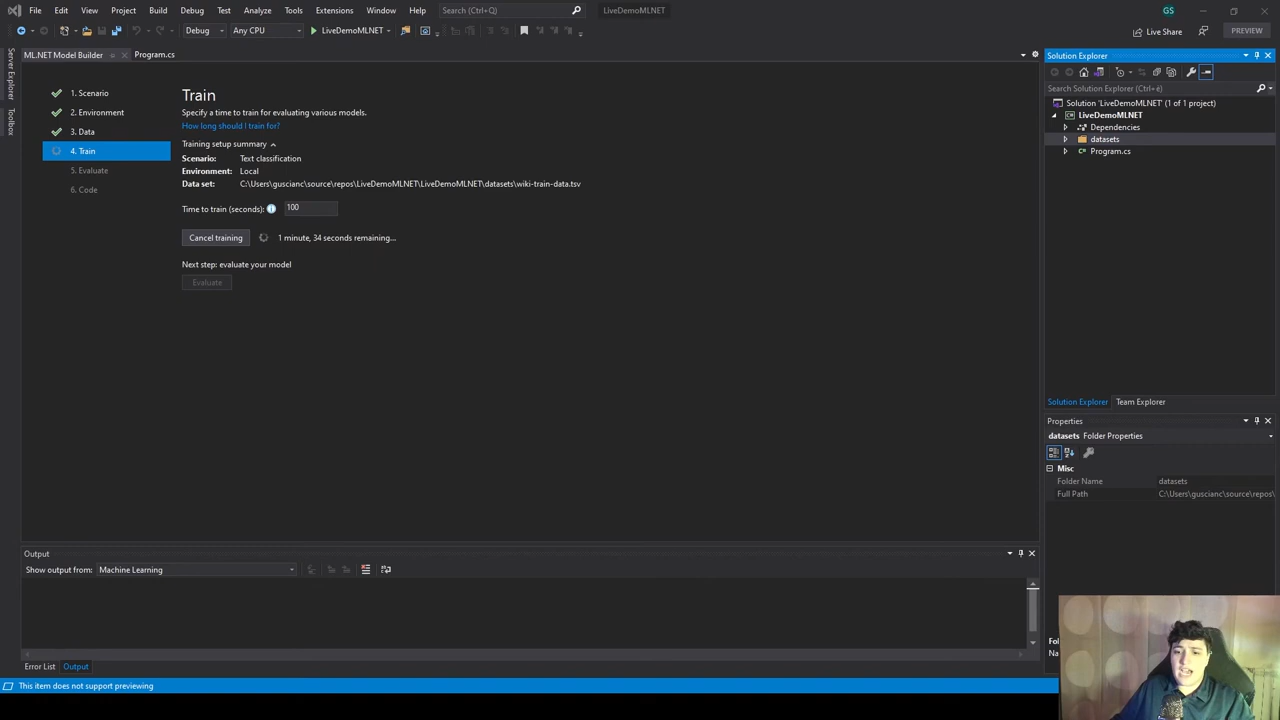 File Edit View Project Build Debug Test Analyze Tools Extensions Window Help Search (Ctrl+Q) LiveDemoMLNET GS
Debug Any CPU LiveDemoMLNET Live Share PREVIEW
Server Explorer
Toolbox
ML.NET Model Builder Program.cs
1. Scenario
2. Environment
3. Data
4. Train
5. Evaluate
6. Code
Train
Specify a time to train for evaluating various models.
How long should I train for?
Training setup summary
Scenario: Text classification
Environment: Local
Data set: C:\Users\guscianc\source\repos\LiveDemoMLNET\LiveDemoMLNET\datasets\wiki-train-data.tsv
Time to train (seconds): 100
Cancel training 1 minute, 34 seconds remaining...
Next step: evaluate your model
Evaluate
Solution Explorer
Search Solution Explorer (Ctrl+è)
Solution 'LiveDemoMLNET' (1 of 1 project)
LiveDemoMLNET
Dependencies
datasets
Program.cs
Solution Explorer Team Explorer
Properties
datasets Folder Properties
Misc
Folder Name datasets
Full Path C:\Users\guscianc\source\repos\
Output
Show output from: Machine Learning
Error List Output
This item does not support previewing